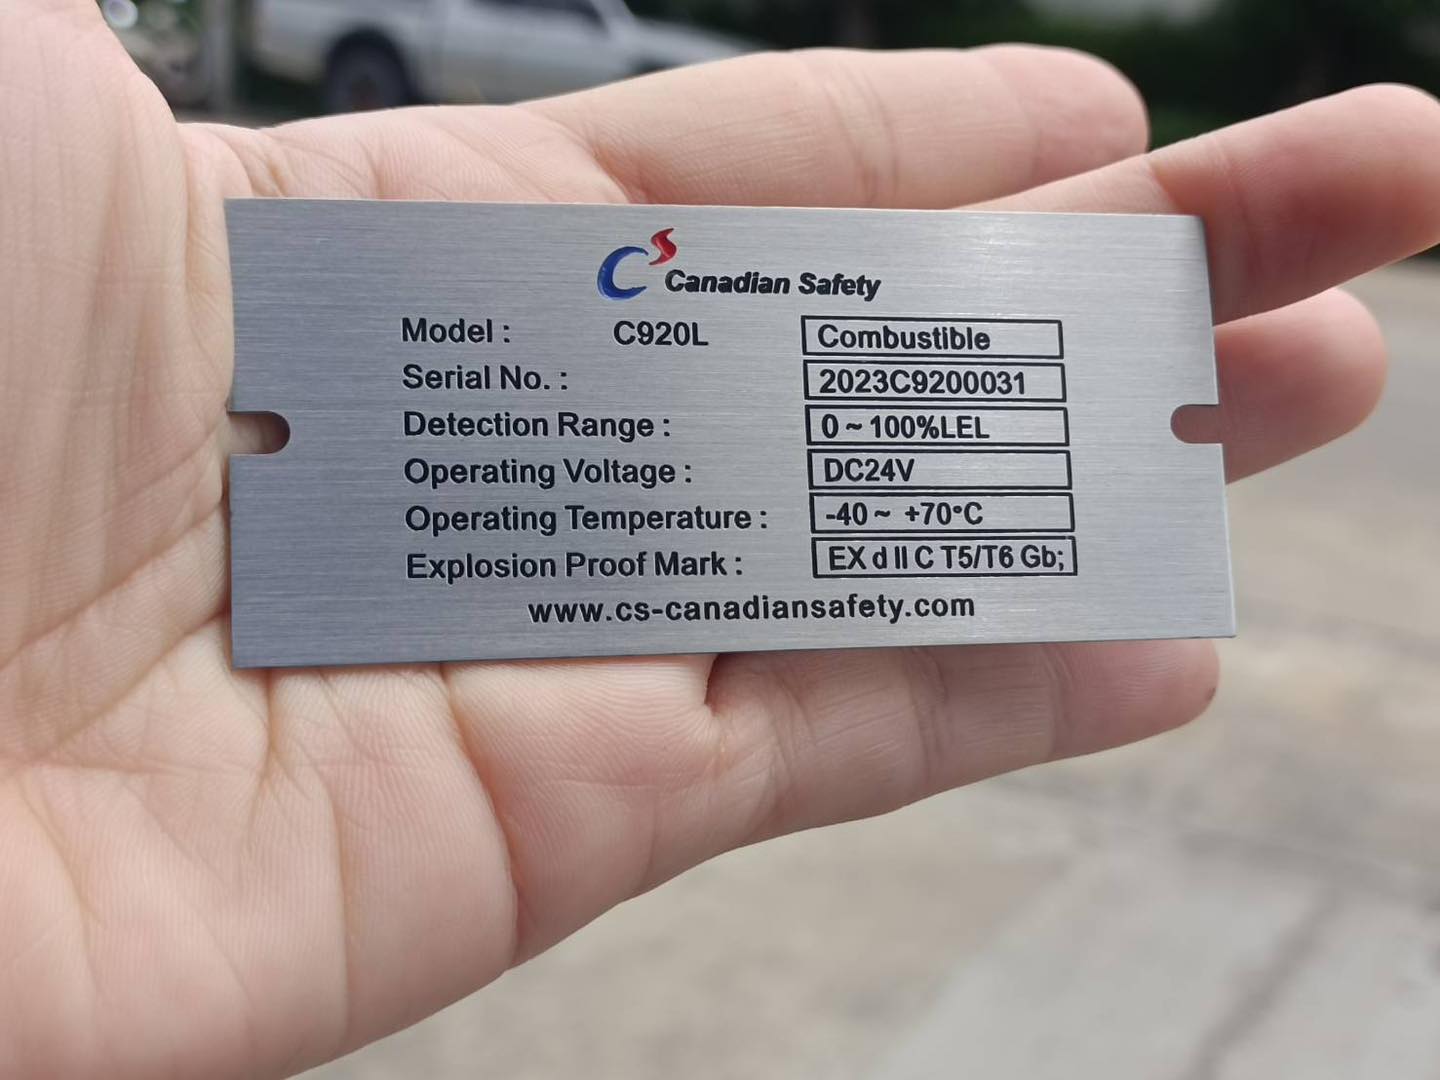 CS Canadian Safety
Model : C920L Combustible
Serial No. : 2023C9200031
Detection Range : 0 ~ 100%LEL
Operating Voltage : DC24V
Operating Temperature : -40 ~ +70°C
Explosion Proof Mark : EX d II C T5/T6 Gb;
www.cs-canadiansafety.com